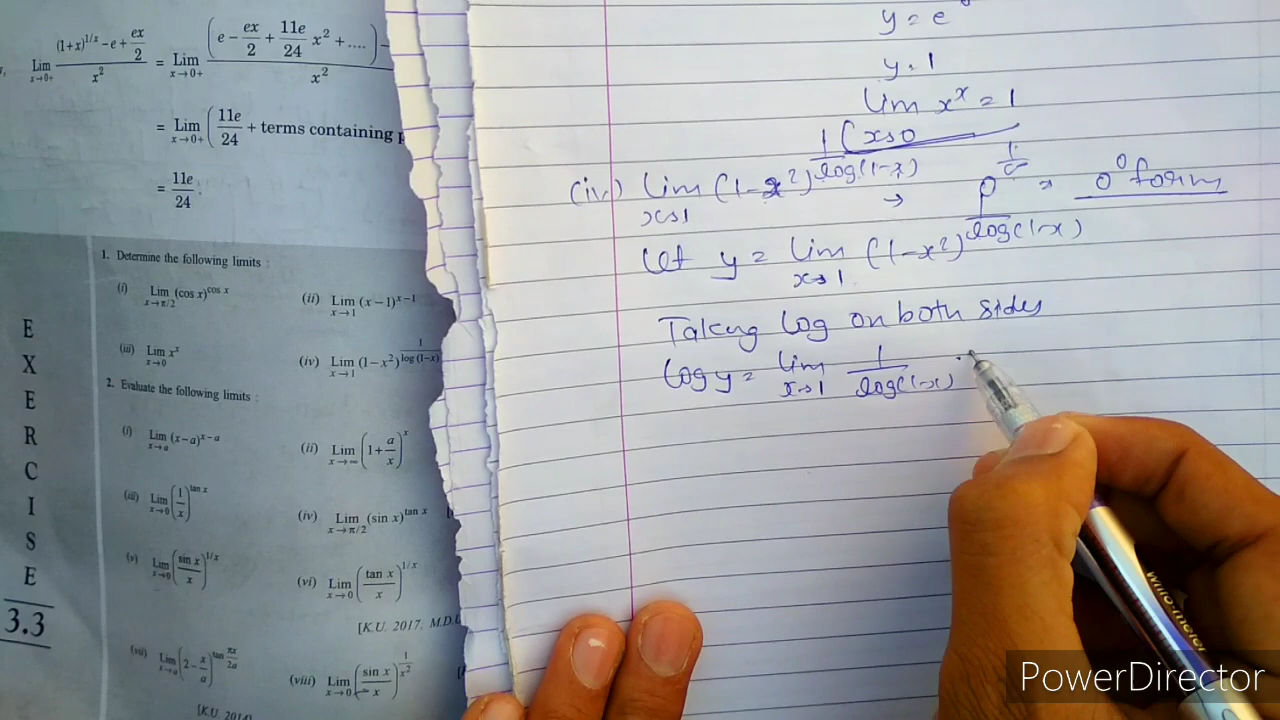 Lim x→0+ ((1+x)^{1/x} − e + ex/2)/x² = Lim x→0+ (e − ex/2 + 11e/24 x² + ....) −/x²
= Lim x→0+ (11e/24 + terms containing
= 11e/24.
EXERCISE 3.3
1. Determine the following limits :
(i) Lim x→π/2 (cos x)^{cos x}
(ii) Lim x→1 (x − 1)^{x−1}
(iii) Lim x→0 x^x
(iv) Lim x→1 (1 − x²)^{1/log (1−x)}
2. Evaluate the following limits :
(i) Lim x→a (x − a)^{x−a}
(ii) Lim x→∞ (1 + a/x)^x
(iii) Lim x→0 (1/x)^{tan x}
(iv) Lim x→π/2 (sin x)^{tan x}
(v) Lim x→0 (sin x/x)^{1/x}
(vi) Lim x→0 (tan x/x)^{1/x}
[K.U. 2017, M.D.U
(vii) Lim x→a (2 − x/a)^{tan πx/2a}
(viii) Lim x→0 (sin x/x)^{1/x²}
[K.U. 2014]
y = e
y = 1
lim x^x = 1
x→0
(iv) lim x→1 (1−x²)^{1/log(1−x)} → 0° form
Let y = lim x→1 (1−x²)^{1/log(1−x)}
Taking log on both sides
log y = lim x→1 1/log(1−x) .
Write-meter
PowerDirector